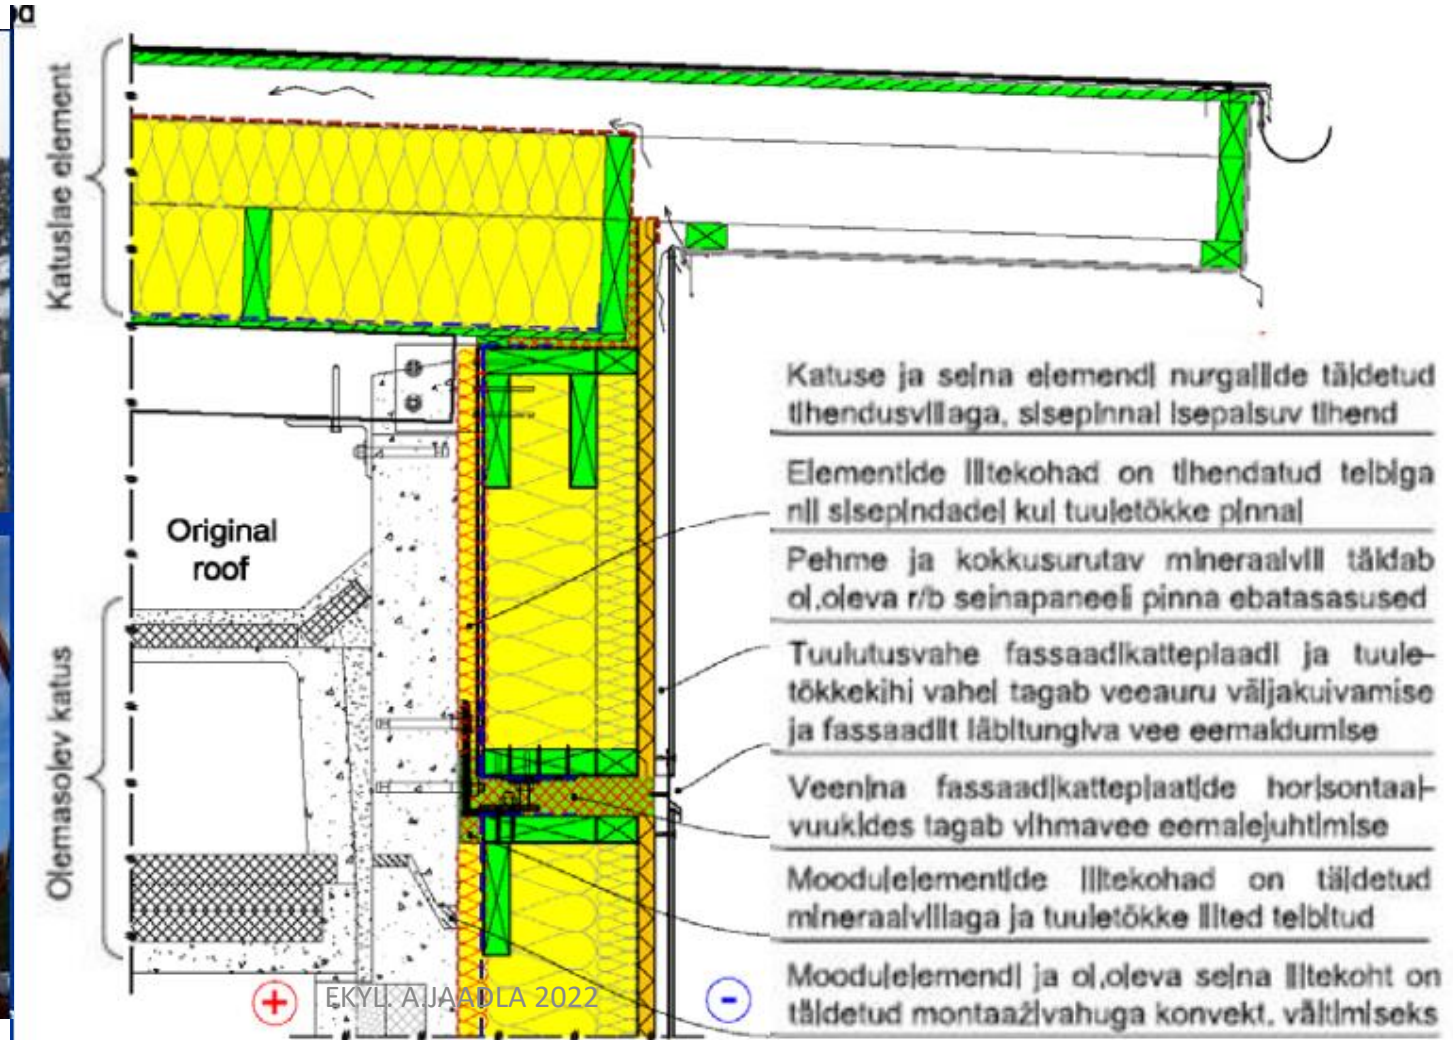 Katuslae element
Original
roof
Olemasolev katus
Katuse ja seina elemendi nurgaliide täidetud
tihendusvillaga, sisepinnal isepaisuv tihend
Elementide liitekohad on tihendatud teibiga
nii sisepindadel kui tuuletõkke pinnal
Pehme ja kokkusurutav mineraalvill täidab
ol.oleva r/b seinapaneeli pinna ebatasasused
Tuulutusvahe fassaadikatteplaadi ja tuule-
tõkkekihi vahel tagab veeauru väljakuivamise
ja fassaadilt läbitungiva vee eemaldumise
Veenina fassaadikatteplaatide horisontaal-
vuukides tagab vihmavee eemalejuhtimise
Moodulelementide liitekohad on täidetud
mineraalvillaga ja tuuletõkke liited teibitud
Moodulelemendi ja ol.oleva seina liitekoht on
täidetud montaaživahuga konvekt. vältimiseks
EKYL A.JAADLA 2022